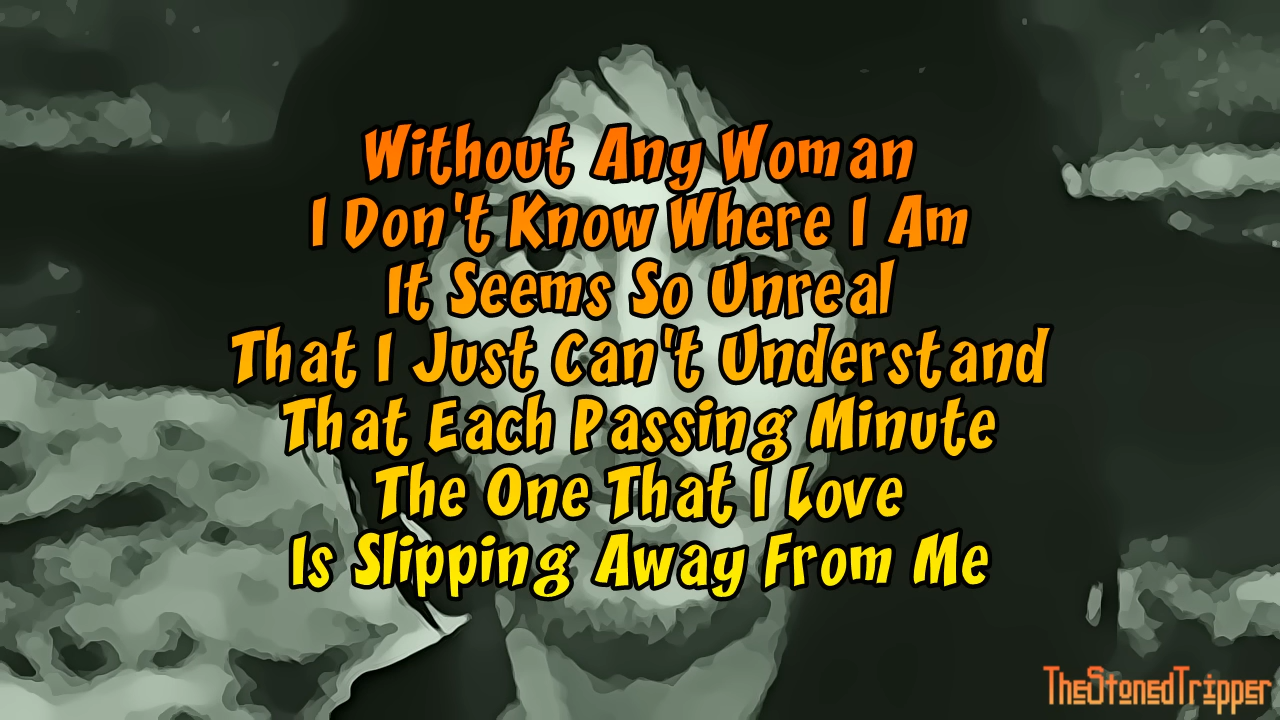 Without Any Woman
I Don't Know Where I Am
It Seems So Unreal
That I Just Can't Understand
That Each Passing Minute
The One That I Love
Is Slipping Away From Me
TheStonedTripper